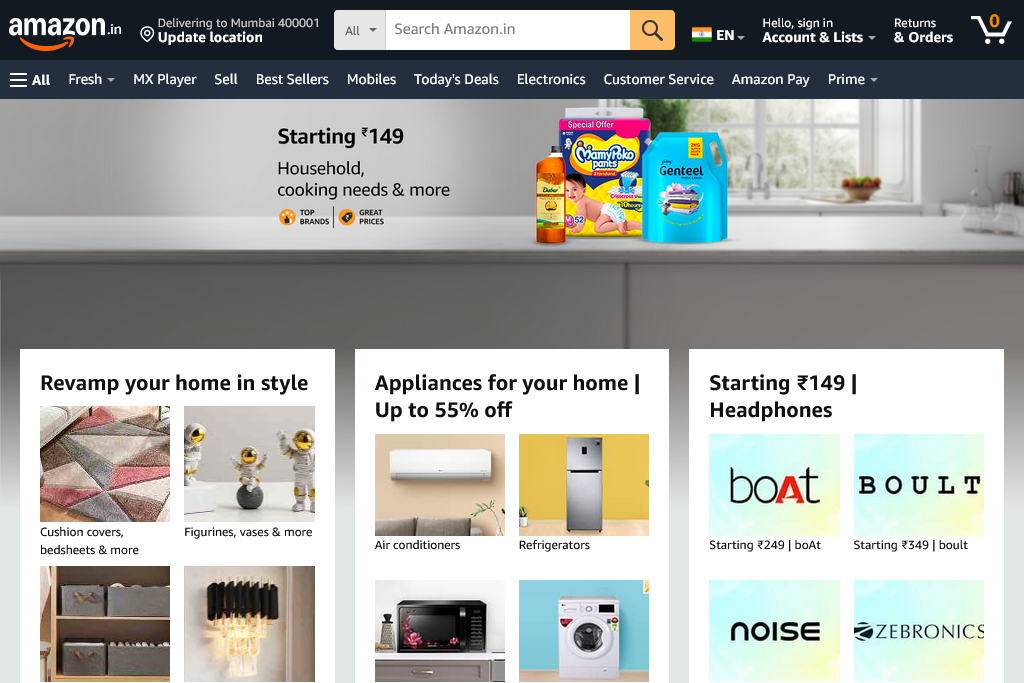 amazon.in
Delivering to Mumbai 400001
Update location
All
Search Amazon.in
EN
Hello, sign in
Account & Lists
Returns
& Orders
0
All
Fresh
MX Player
Sell
Best Sellers
Mobiles
Today's Deals
Electronics
Customer Service
Amazon Pay
Prime
Starting ₹149
Household,
cooking needs & more
TOP
BRANDS
GREAT
PRICES
Special Offer
MamyPoko
pants
Standard
Dabur
M
52
Genteel
Revamp your home in style
Cushion covers,
bedsheets & more
Figurines, vases & more
Appliances for your home |
Up to 55% off
Air conditioners
Refrigerators
Starting ₹149 |
Headphones
boAt
BOULT
Starting ₹249 | boAt
Starting ₹349 | boult
noise
ZEBRONICS